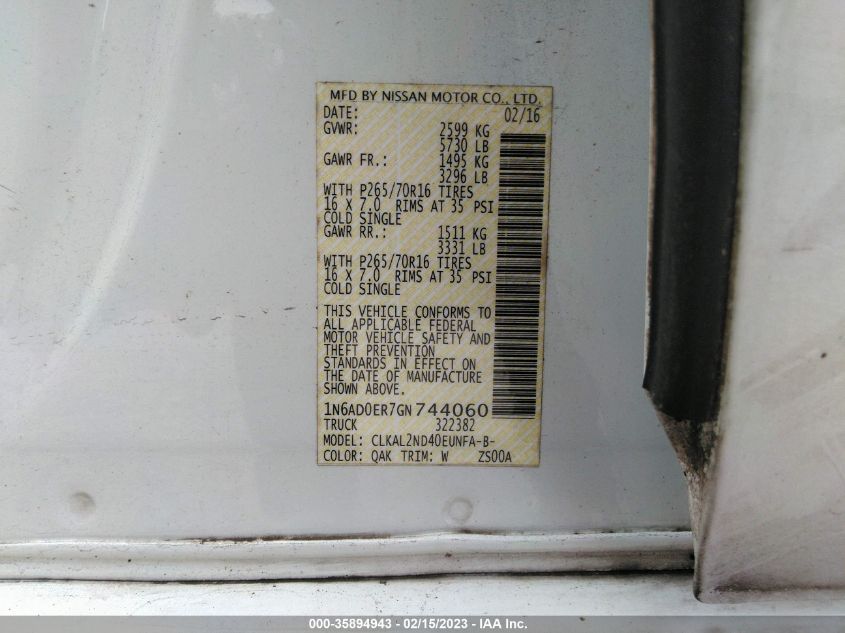 MFD BY NISSAN MOTOR CO., LTD.
DATE: 02/16
GVWR: 2599 KG
5730 LB
GAWR FR.: 1495 KG
3296 LB
WITH P265/70R16 TIRES
16 X 7.0 RIMS AT 35 PSI
COLD SINGLE
GAWR RR.: 1511 KG
3331 LB
WITH P265/70R16 TIRES
16 X 7.0 RIMS AT 35 PSI
COLD SINGLE
THIS VEHICLE CONFORMS TO
ALL APPLICABLE FEDERAL
MOTOR VEHICLE SAFETY AND
THEFT PREVENTION
STANDARDS IN EFFECT ON
THE DATE OF MANUFACTURE
SHOWN ABOVE.
1N6AD0ER7GN744060
TRUCK 322382
MODEL: CLKAL2ND40EUNFA-B-
COLOR: QAK TRIM: W ZS00A
000-35894943 - 02/15/2023 - IAA Inc.